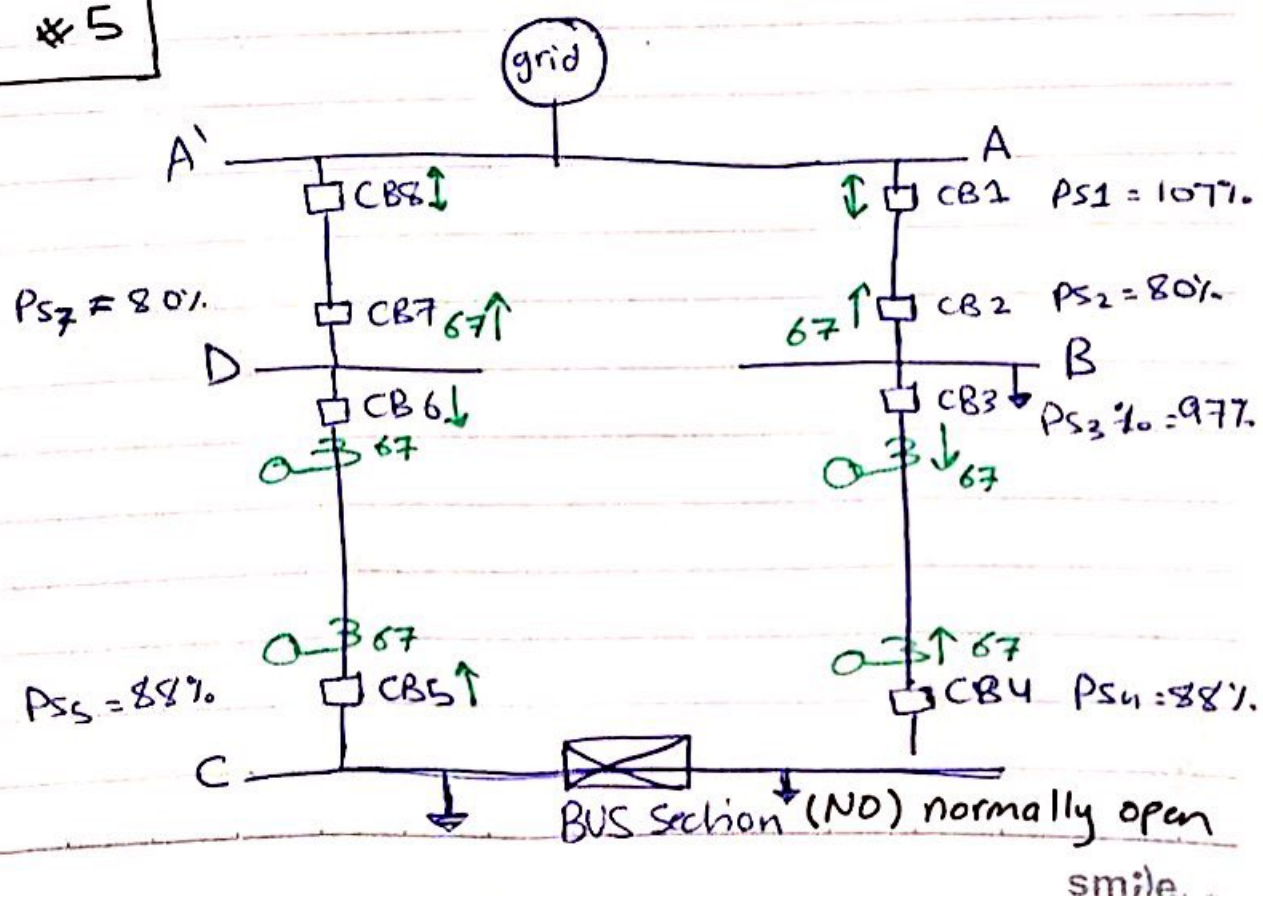 * 5
grid
A'
A
CB8
CB1 PS1 = 107%
PS7 = 80%
CB7 67
67 CB2 PS2 = 80%
D
B
CB6
CB3 PS3 % = 97%
67
67
67
67
PS5 = 88%
CB5
CB4 PS4 = 88%
C
BUS Section (NO) normally open
smile